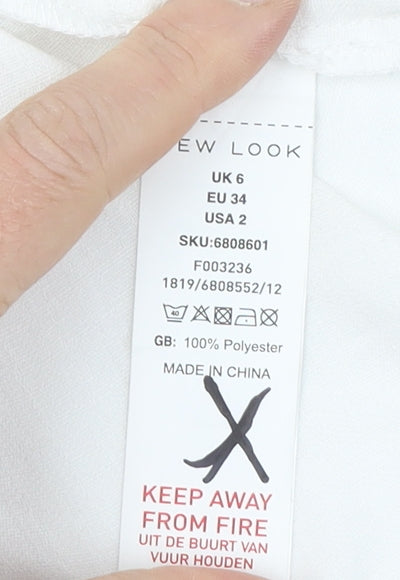 EW LOOK
UK 6
EU 34
USA 2
SKU:6808601
F003236
1819/6808552/12
40
GB: 100% Polyester
MADE IN CHINA
X
KEEP AWAY
FROM FIRE
UIT DE BUURT VAN
VUUR HOUDEN